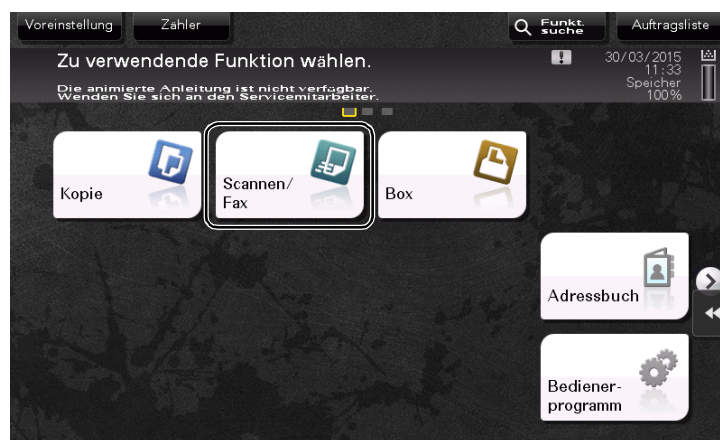 Voreinstellung
Zähler
Funkt.
suche
Auftragsliste
Zu verwendende Funktion wählen.
Die animierte Anleitung ist nicht verfügbar.
Wenden Sie sich an den Servicemitarbeiter.
30/03/2015
11:33
Speicher
100%
Kopie
Scannen/
Fax
Box
Adressbuch
Bediener-
programm